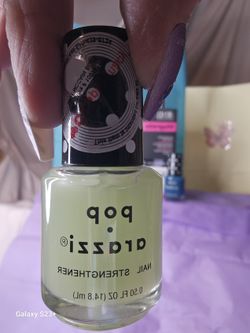 pop
arazzi®
NAIL STRENGTHENER
0.50 FL OZ (14.8 mL)
Galaxy S23+